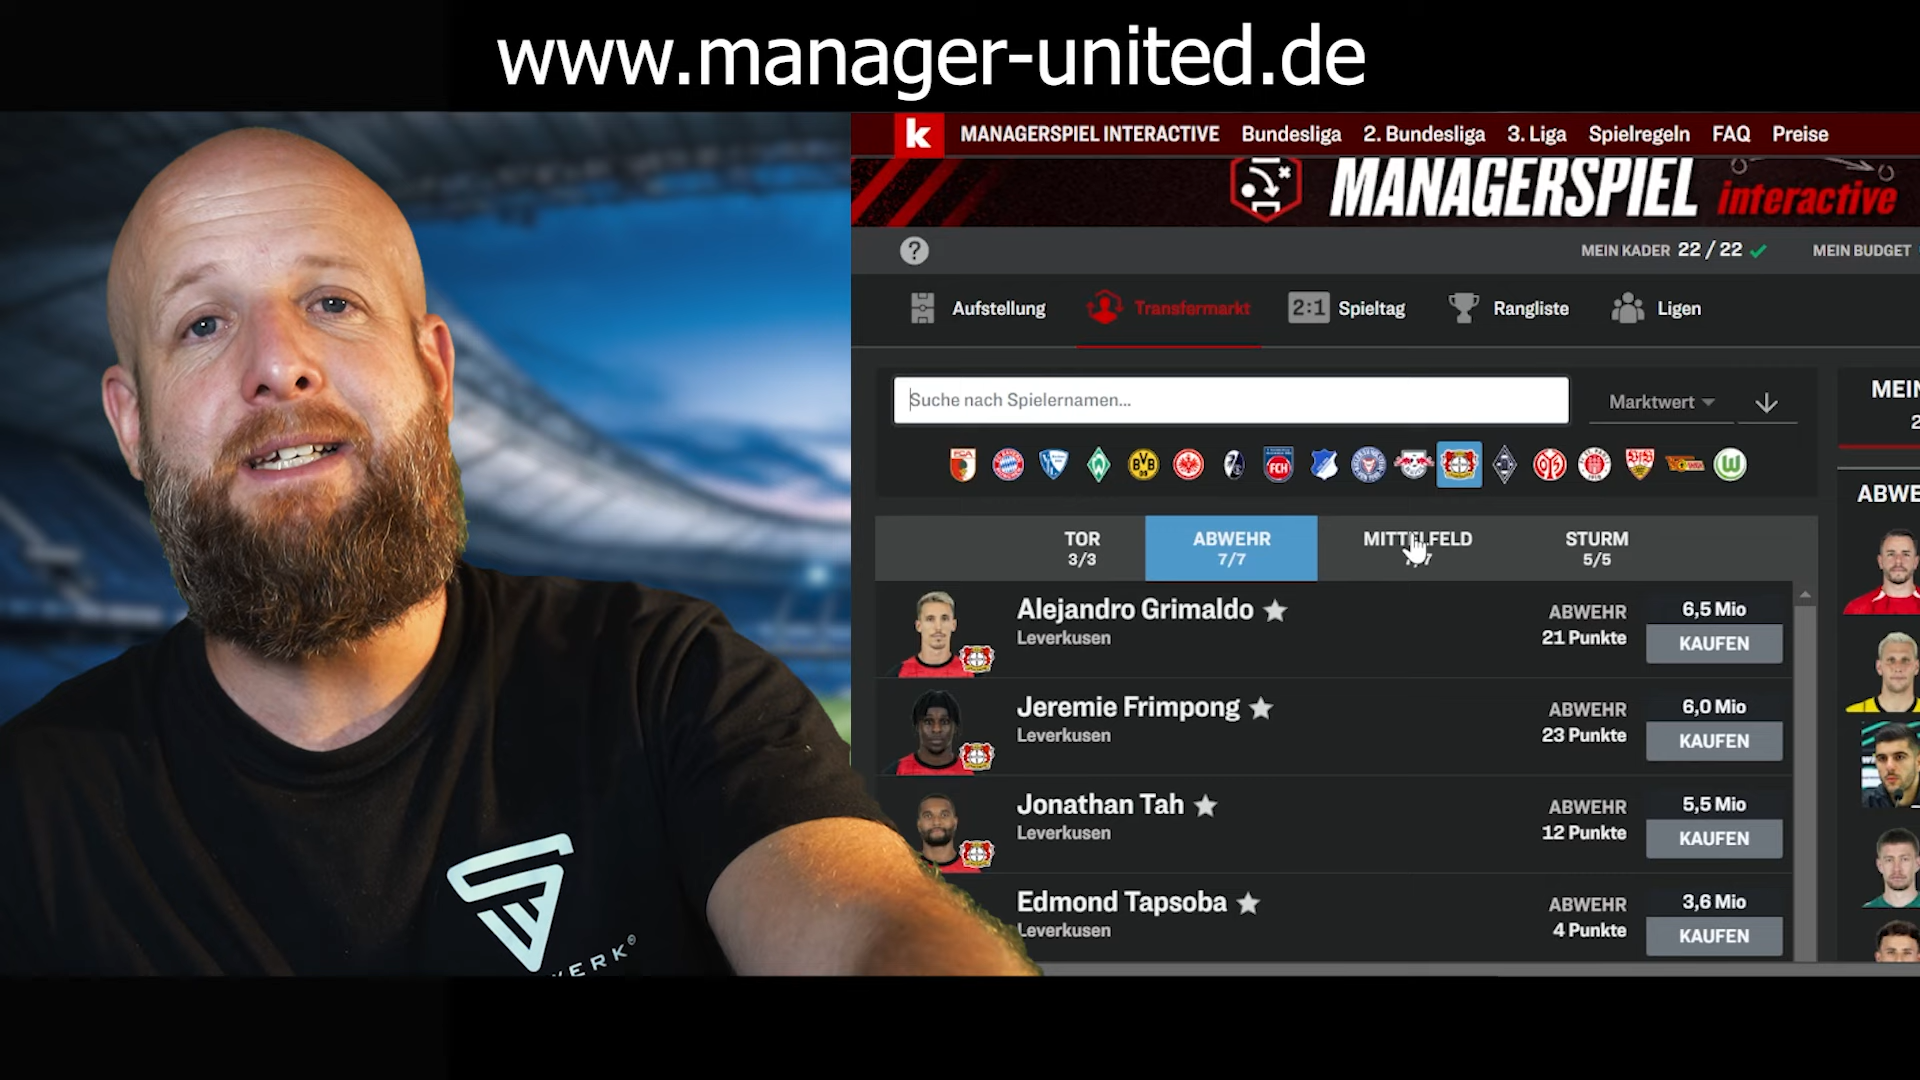 www.manager-united.de
k MANAGERSPIEL INTERACTIVE Bundesliga 2. Bundesliga 3. Liga Spielregeln FAQ Preise
MANAGERSPIEL interactive
? MEIN KADER 22 / 22 MEIN BUDGET
Aufstellung Transfermarkt 2:1 Spieltag Rangliste Ligen
Suche nach Spielernamen... Marktwert
MEIN
2
TOR ABWEHR MITTELFELD STURM
3/3 7/7 7/7 5/5
ABWE
Alejandro Grimaldo ABWEHR 6,5 Mio
Leverkusen 21 Punkte KAUFEN
Jeremie Frimpong ABWEHR 6,0 Mio
Leverkusen 23 Punkte KAUFEN
Jonathan Tah ABWEHR 5,5 Mio
Leverkusen 12 Punkte KAUFEN
Edmond Tapsoba ABWEHR 3,6 Mio
Leverkusen 4 Punkte KAUFEN
WERK®